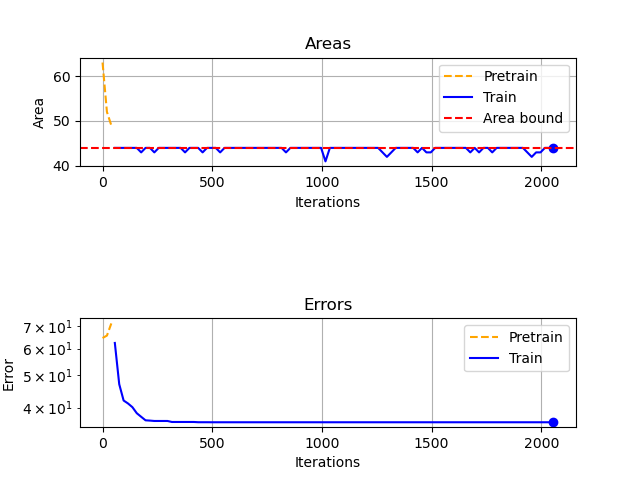 Areas
60
50
40
Area
Pretrain
Train
Area bound
0
500
1000
1500
2000
Iterations
Errors
7 × 10¹
6 × 10¹
5 × 10¹
4 × 10¹
Error
Pretrain
Train
0
500
1000
1500
2000
Iterations